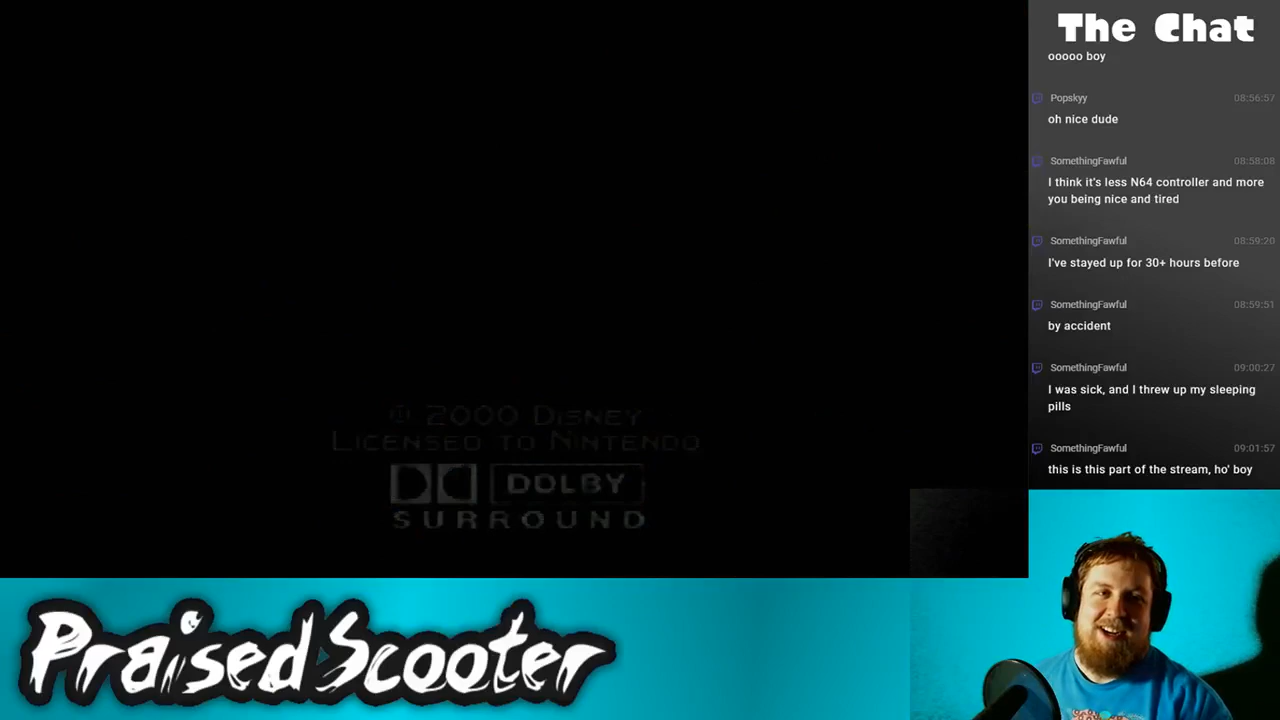 © 2000 Disney
Licensed to Nintendo
DOLBY
SURROUND
The Chat
ooooo boy
Popskyy 08:56:57
oh nice dude
SomethingFawful 08:58:08
I think it's less N64 controller and more
you being nice and tired
SomethingFawful 08:59:20
I've stayed up for 30+ hours before
SomethingFawful 08:59:51
by accident
SomethingFawful 09:00:27
I was sick, and I threw up my sleeping
pills
SomethingFawful 09:01:57
this is this part of the stream, ho' boy
PraisedScooter